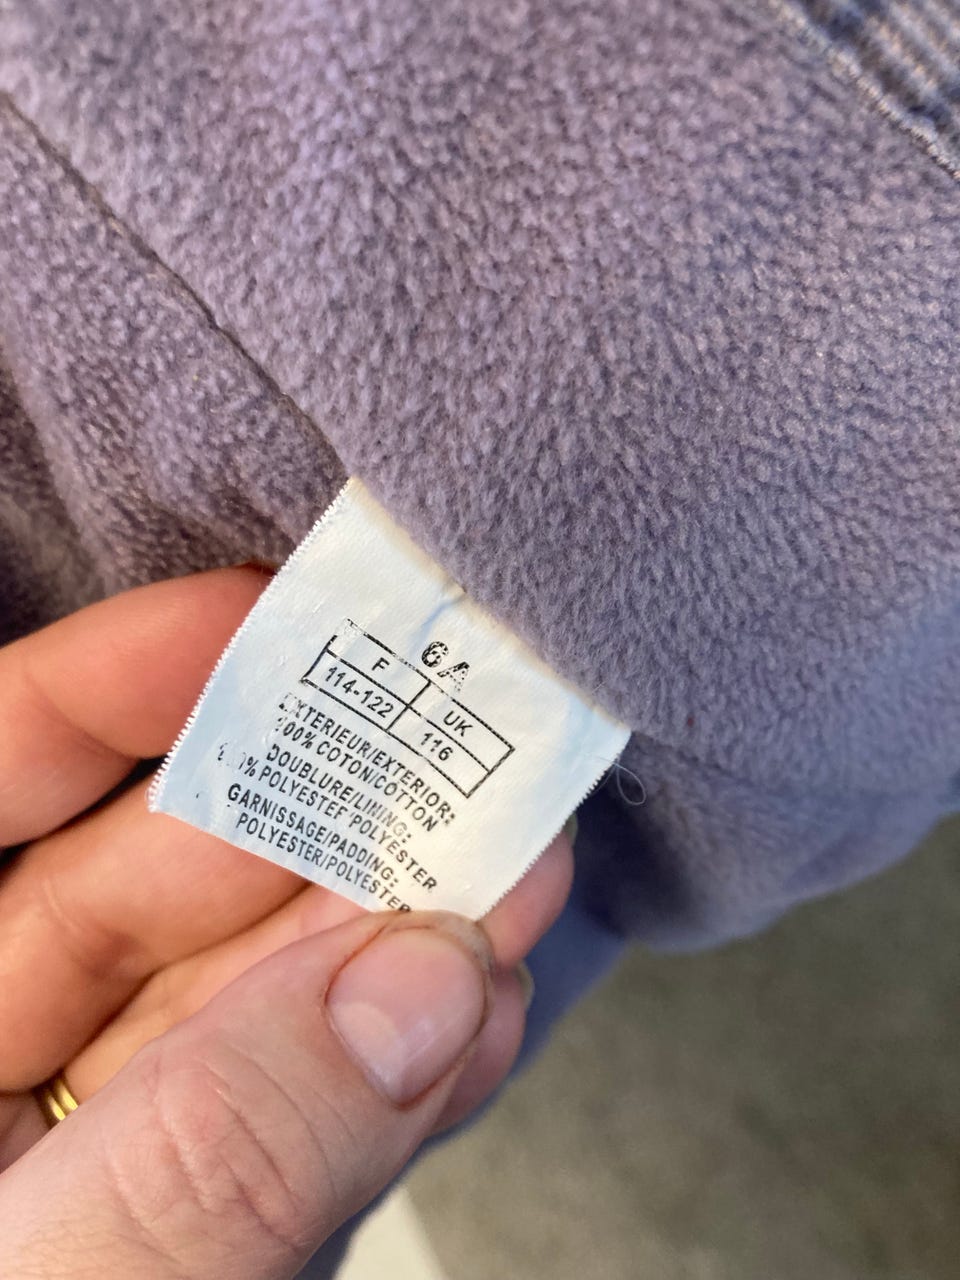 6A
F UK
114-122 116
EXTERIEUR/EXTERIOR:
100% COTON/COTTON
DOUBLURE/LINING:
POLYESTER/POLYESTER
GARNISSAGE/PADDING:
POLYESTER/POLYESTER